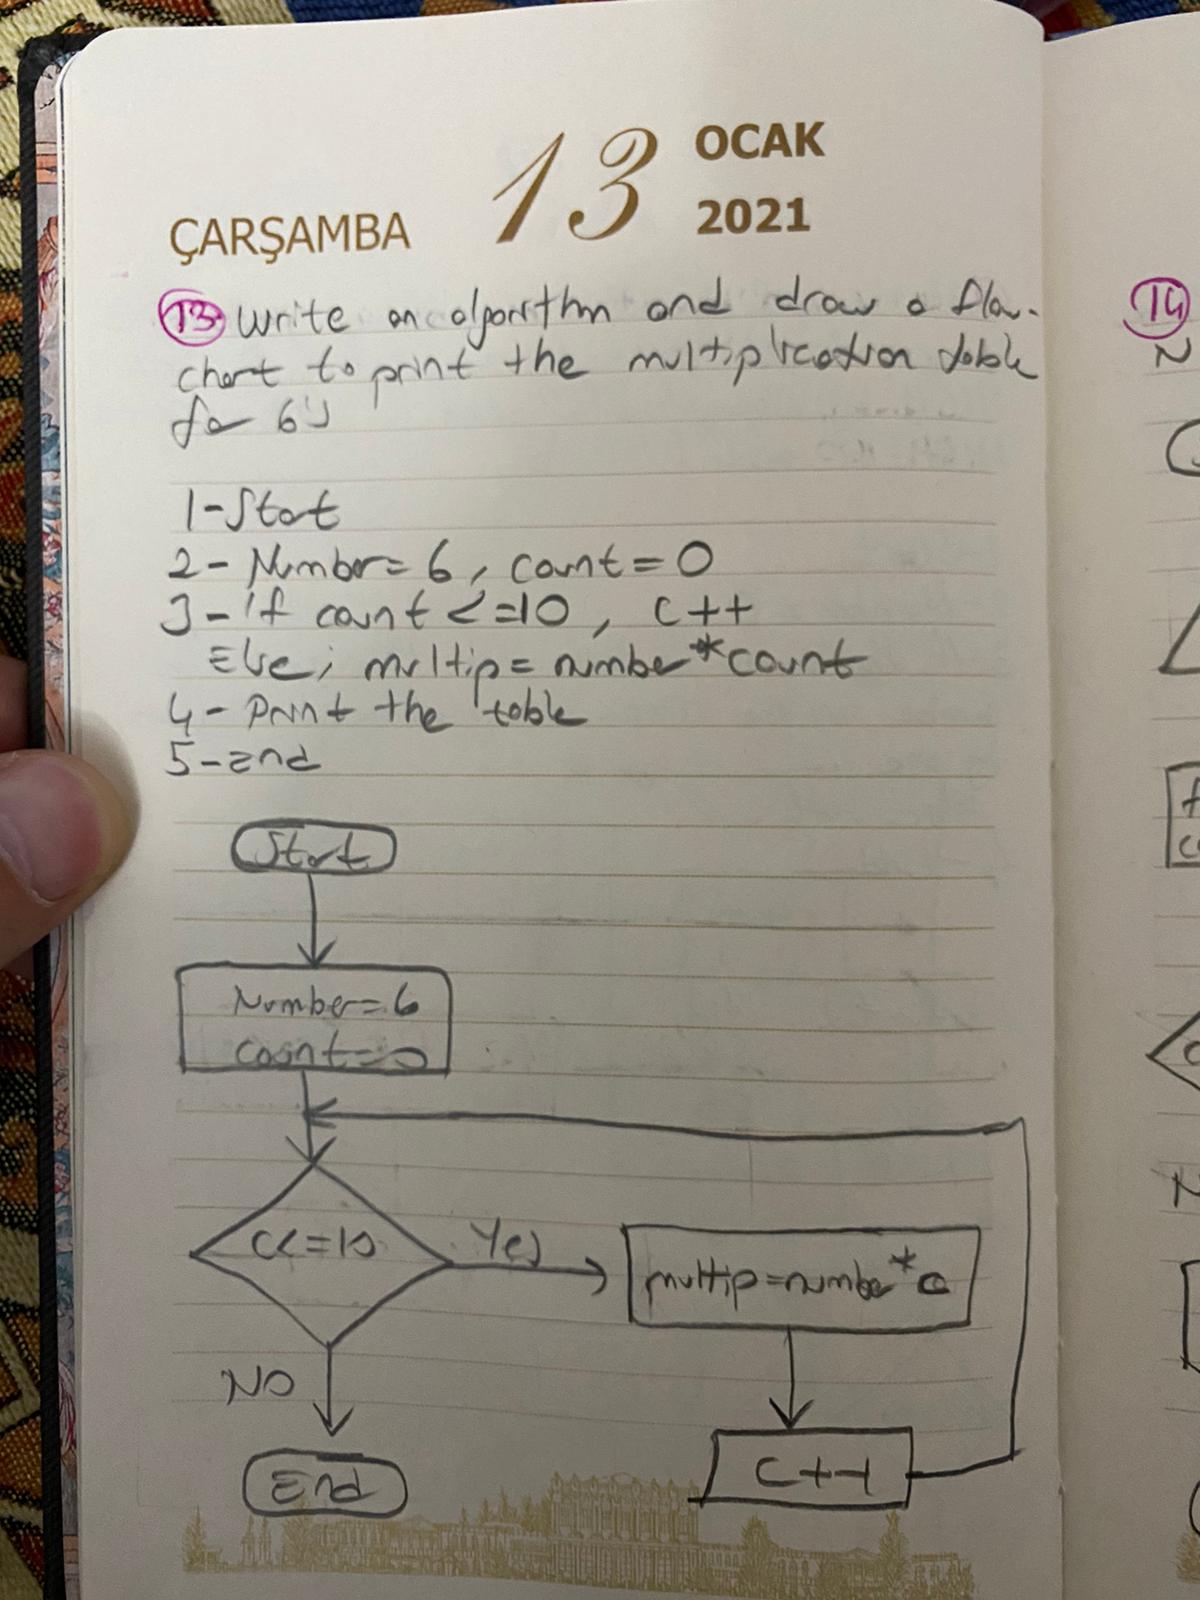 ÇARŞAMBA 13 OCAK 2021
13 Write an algorithm and draw a flow-
chart to print the multiplication table
for 6's
1-Start
2- Number= 6, count=0
3-if count <=10, c++
Else; multip= number*count
4- Print the table
5-end
Start
Number=6
count=0
C<=10
Yes
multip=number*c
NO
C++
End
14
N